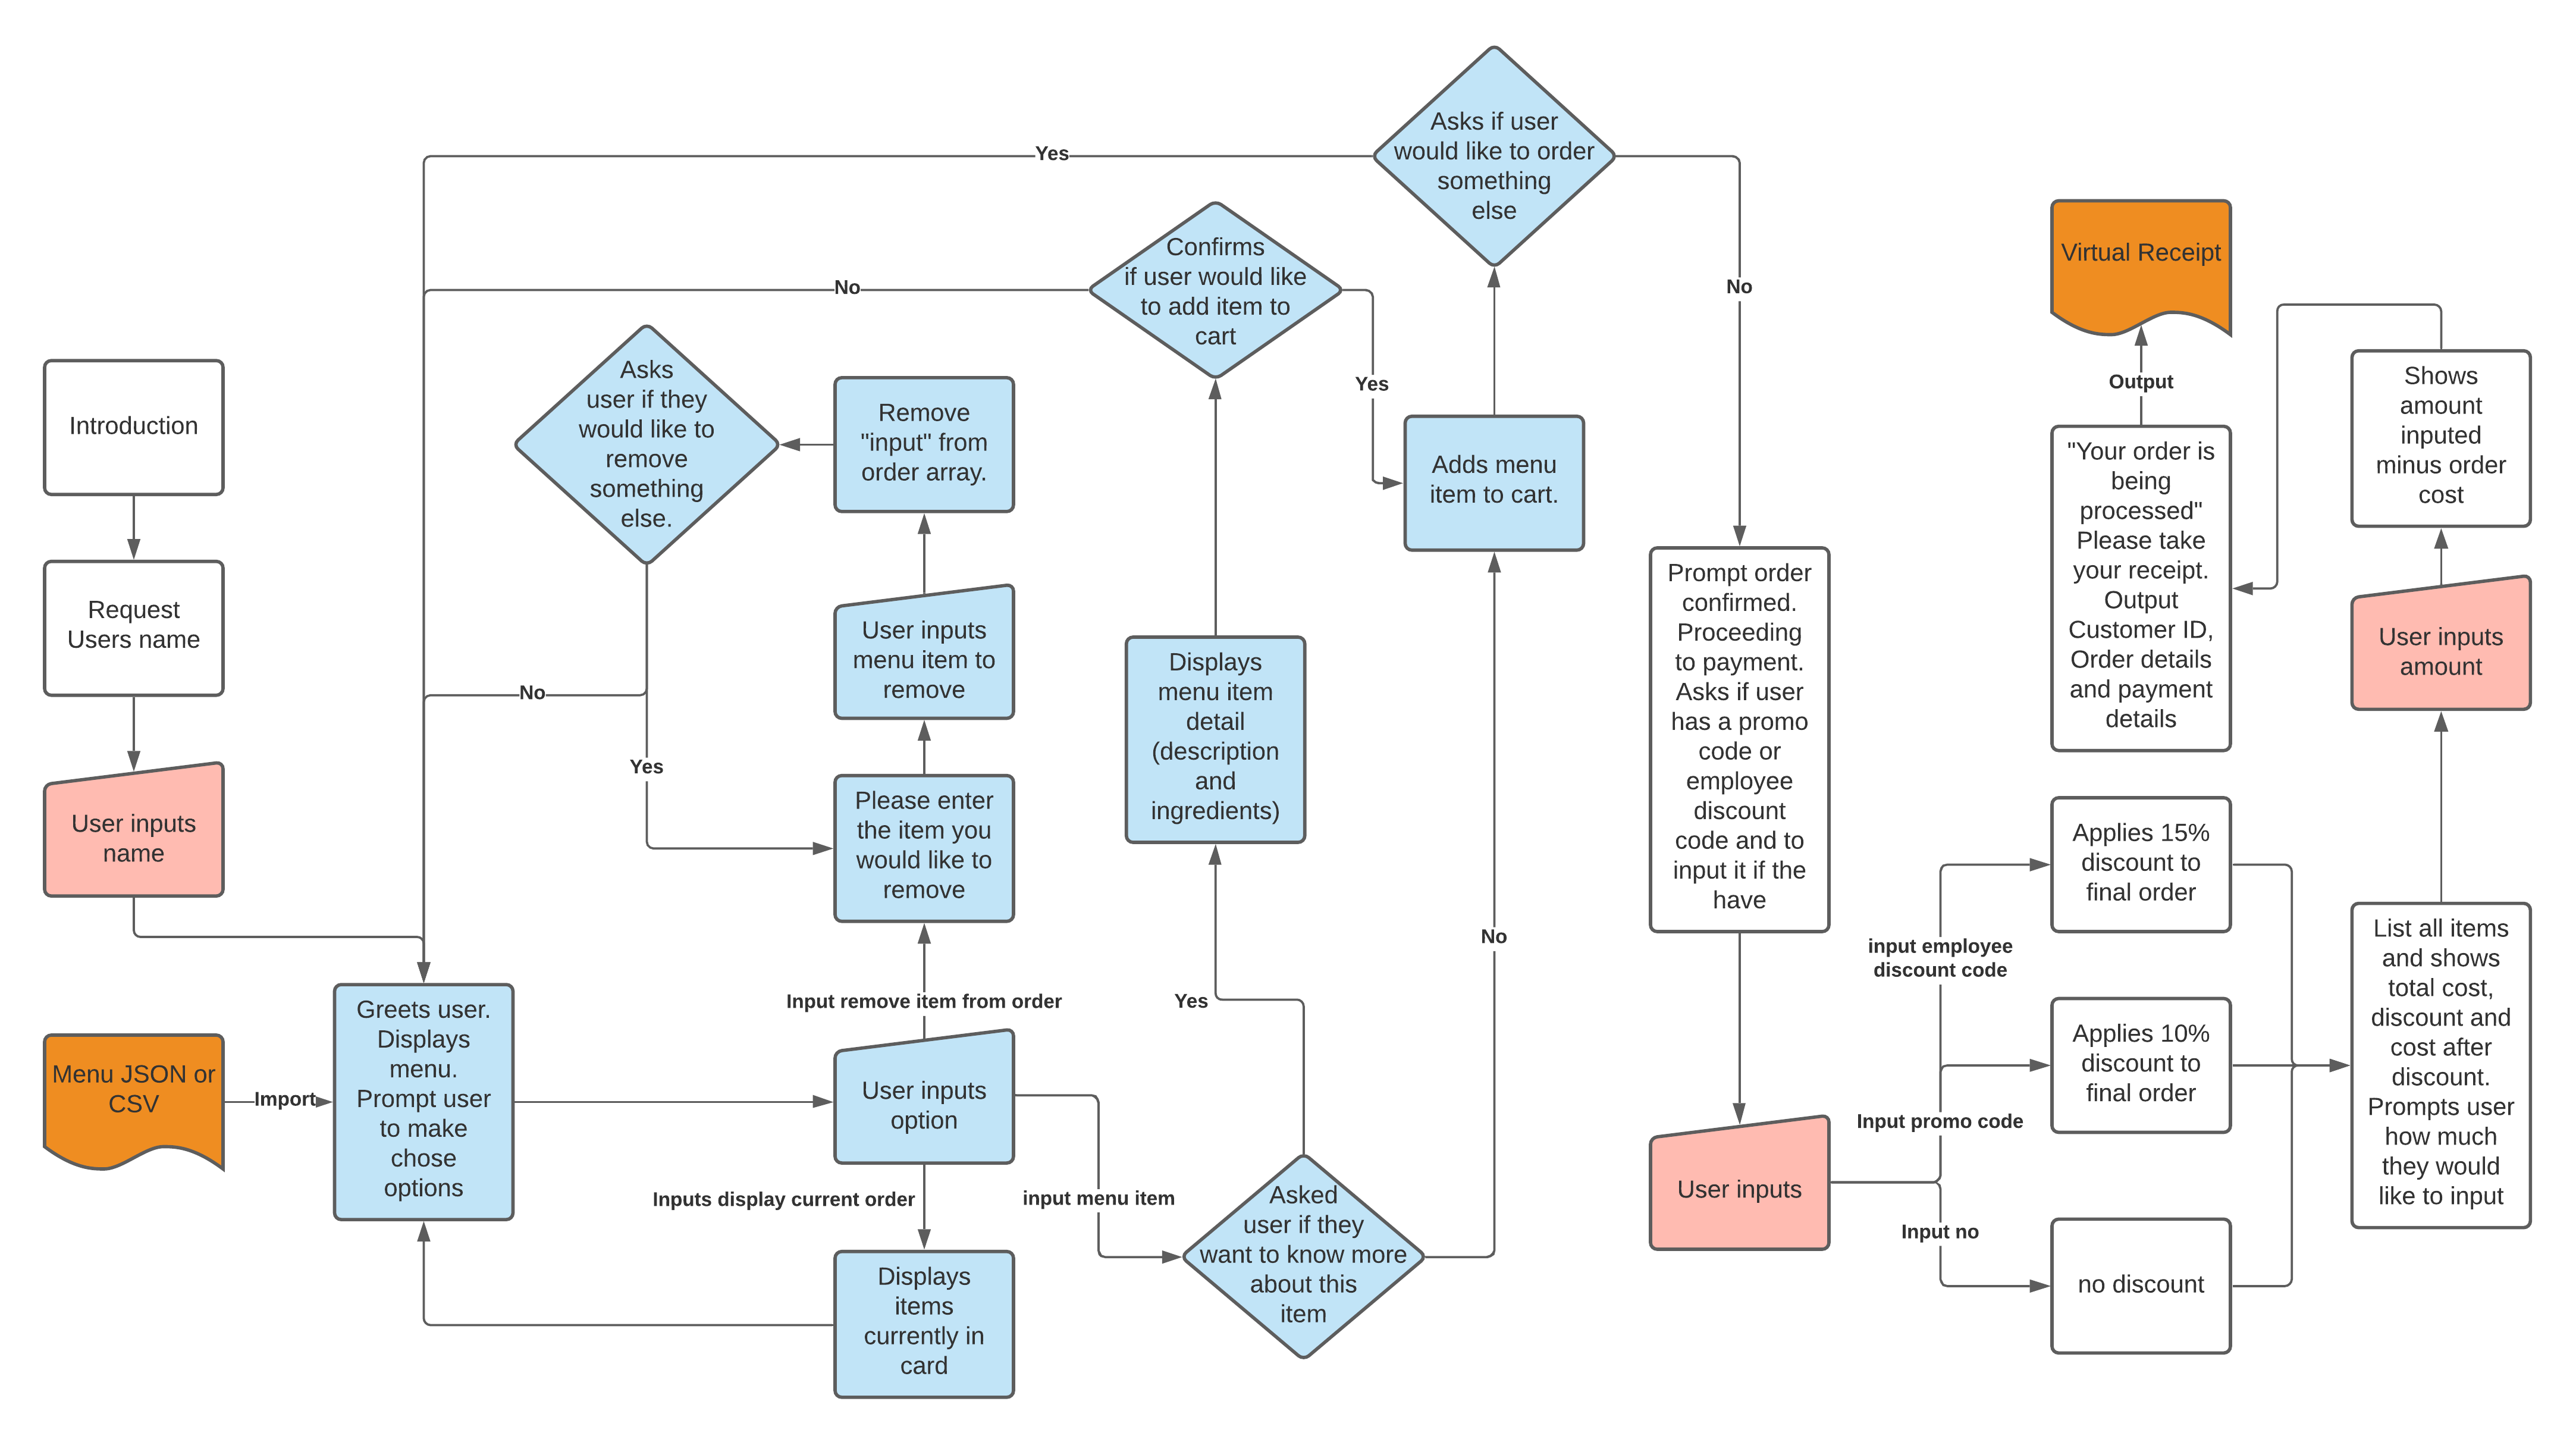 Introduction
Request
Users name
User inputs
name
Menu JSON or
CSV
Import
Greets user.
Displays
menu.
Prompt user
to make
chose
options
Yes
No
No
Yes
Asks
user if they
would like to
remove
something
else.
Remove
"input" from
order array.
User inputs
menu item to
remove
Please enter
the item you
would like to
remove
Input remove item from order
User inputs
option
Inputs display current order
Displays
items
currently in
card
input menu item
Asked
user if they
want to know more
about this
item
Yes
No
Displays
menu item
detail
(description
and
ingredients)
Confirms
if user would like
to add item to
cart
Yes
Adds menu
item to cart.
Asks if user
would like to order
something
else
No
Prompt order
confirmed.
Proceeding
to payment.
Asks if user
has a promo
code or
employee
discount
code and to
input it if the
have
User inputs
input employee
discount code
Input promo code
Input no
Applies 15%
discount to
final order
Applies 10%
discount to
final order
no discount
List all items
and shows
total cost,
discount and
cost after
discount.
Prompts user
how much
they would
like to input
User inputs
amount
Shows
amount
inputed
minus order
cost
"Your order is
being
processed"
Please take
your receipt.
Output
Customer ID,
Order details
and payment
details
Output
Virtual Receipt